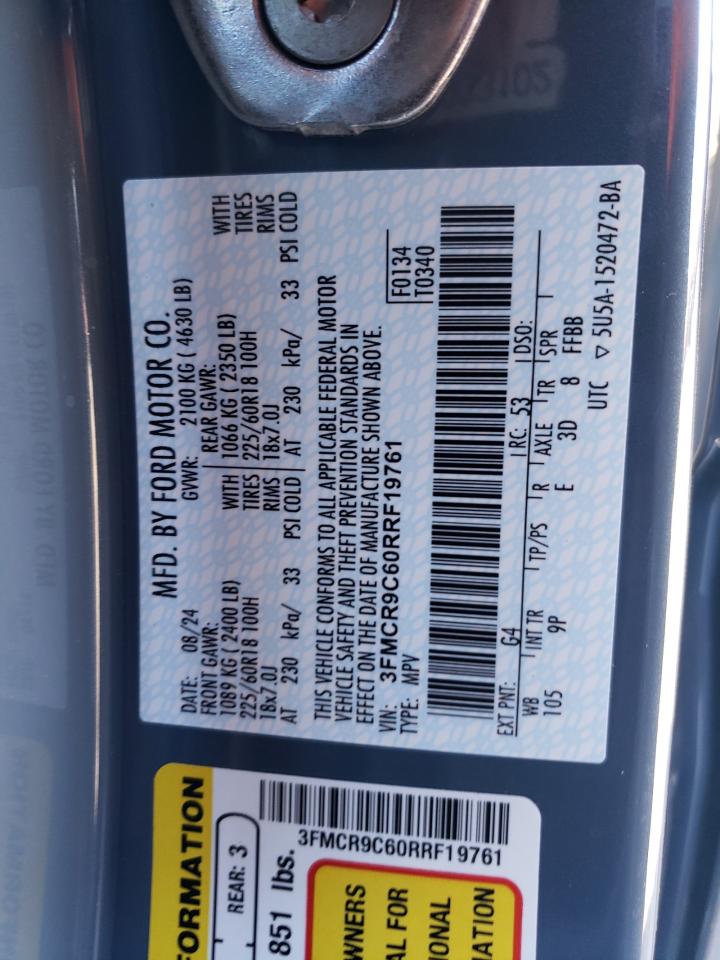 MFD. BY FORD MOTOR CO.
DATE: 08/24 GVWR: 2100 KG ( 4630 LB)
FRONT GAWR: REAR GAWR:
1089 KG ( 2400 LB) WITH 1066 KG ( 2350 LB) WITH
225/60R18 100H TIRES 225/60R18 100H TIRES
18x7.0J RIMS 18x7.0J RIMS
AT 230 kPa/ 33 PSI COLD AT 230 kPa/ 33 PSI COLD
THIS VEHICLE CONFORMS TO ALL APPLICABLE FEDERAL MOTOR
VEHICLE SAFETY AND THEFT PREVENTION STANDARDS IN
EFFECT ON THE DATE OF MANUFACTURE SHOWN ABOVE.
VIN: 3FMCR9C60RRF19761
TYPE: MPV
F0134
T0340
EXT PNT: G4 RC: 53 DSO:
WB INT TR TP/PS R AXLE TR SPR
105 9P E 3D 8 FFBB
UTC ▽ 5U5A-1520472-BA
FORMATION
REAR: 3
851 lbs.
3FMCR9C60RRF19761
WNERS
AL FOR
IONAL
MATION